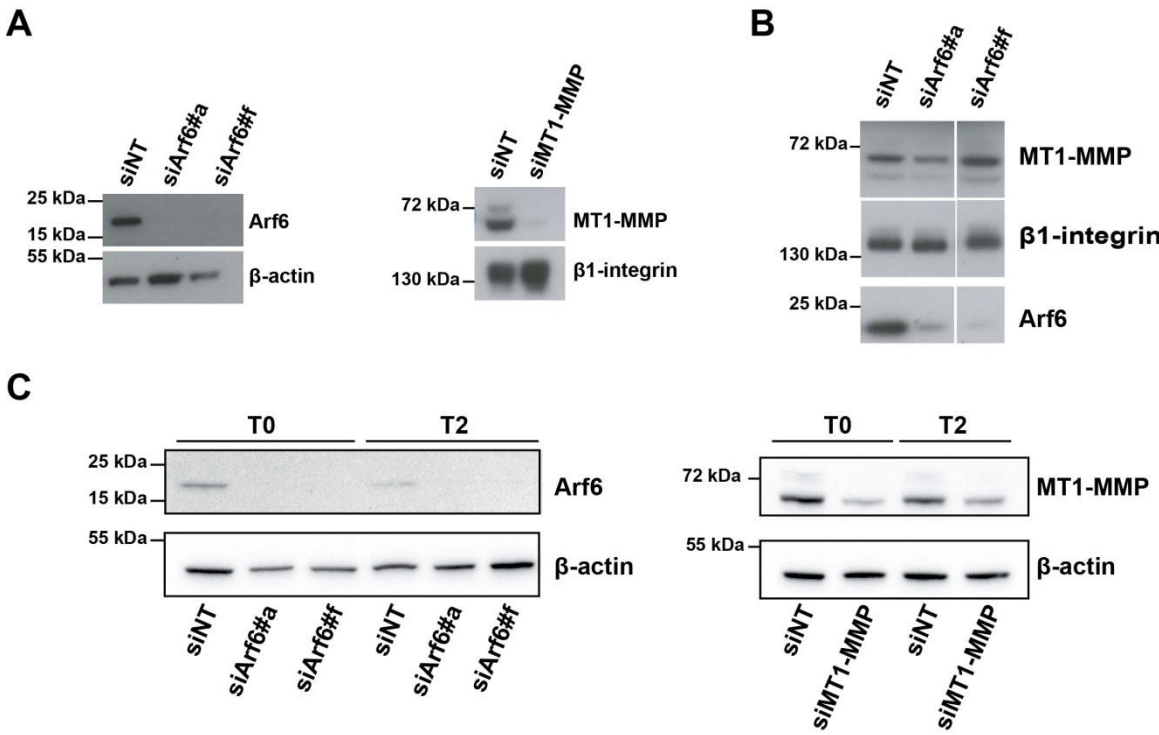 A
siNT
siArf6#a
siArf6#f
25 kDa
15 kDa
Arf6
55 kDa
β-actin
siNT
siMT1-MMP
72 kDa
MT1-MMP
130 kDa
β1-integrin
B
siNT
siArf6#a
siArf6#f
72 kDa
MT1-MMP
130 kDa
β1-integrin
25 kDa
Arf6
C
T0 T2
25 kDa
15 kDa
Arf6
55 kDa
β-actin
siNT
siArf6#a
siArf6#f
siNT
siArf6#a
siArf6#f
T0 T2
72 kDa
MT1-MMP
55 kDa
β-actin
siNT
siMT1-MMP
siNT
siMT1-MMP